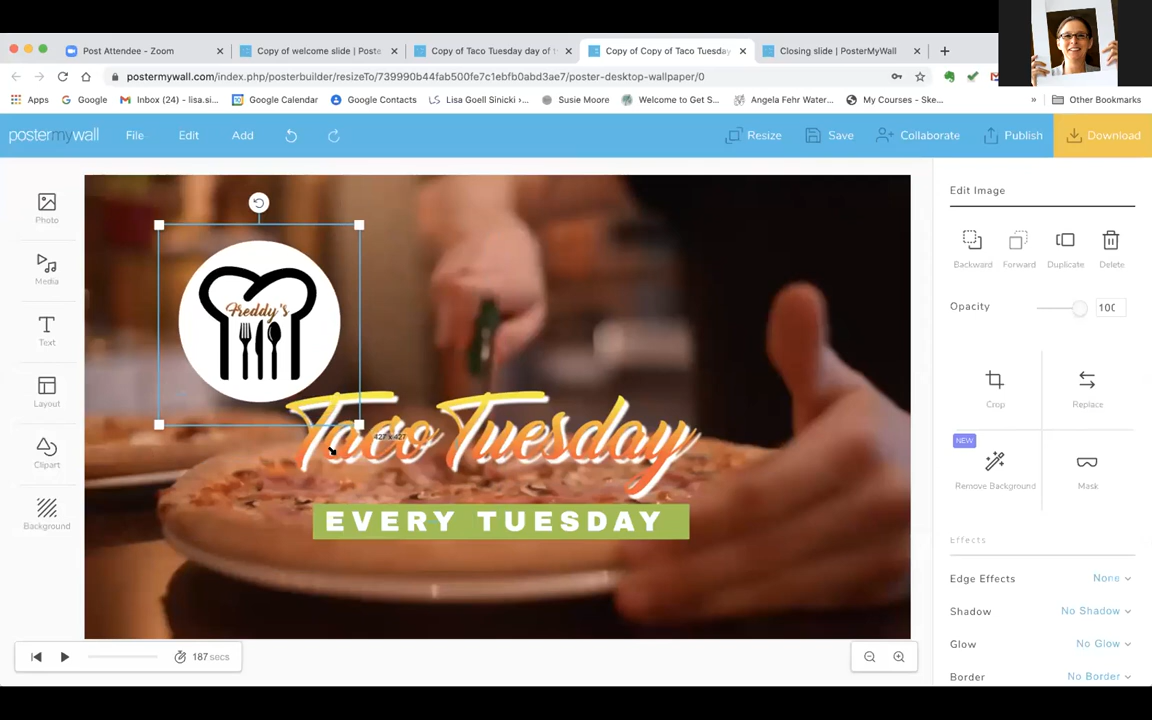 Post Attendee - Zoom
Copy of welcome slide | Poste
Copy of Taco Tuesday day of t
Copy of Copy of Taco Tuesday
Closing slide | PosterMyWall
postermywall.com/index.php/posterbuilder/resizeTo/739990b44fab500fe7c1ebfb0abd3ae7/poster-desktop-wallpaper/0
Apps
Google
Inbox (24) - lisa.si...
Google Calendar
Google Contacts
Lisa Goell Sinicki >...
Susie Moore
Welcome to Get S...
Angela Fehr Water...
My Courses - Ske...
»
Other Bookmarks
postermywall
File
Edit
Add
Resize
Save
Collaborate
Publish
Download
Photo
Media
Text
Layout
Clipart
Background
Freddy's
427 x 427
Taco Tuesday
EVERY TUESDAY
187 secs
Edit Image
Backward
Forward
Duplicate
Delete
Opacity
100
Crop
Replace
NEW
Remove Background
Mask
Effects
Edge Effects
None
Shadow
No Shadow
Glow
No Glow
Border
No Border